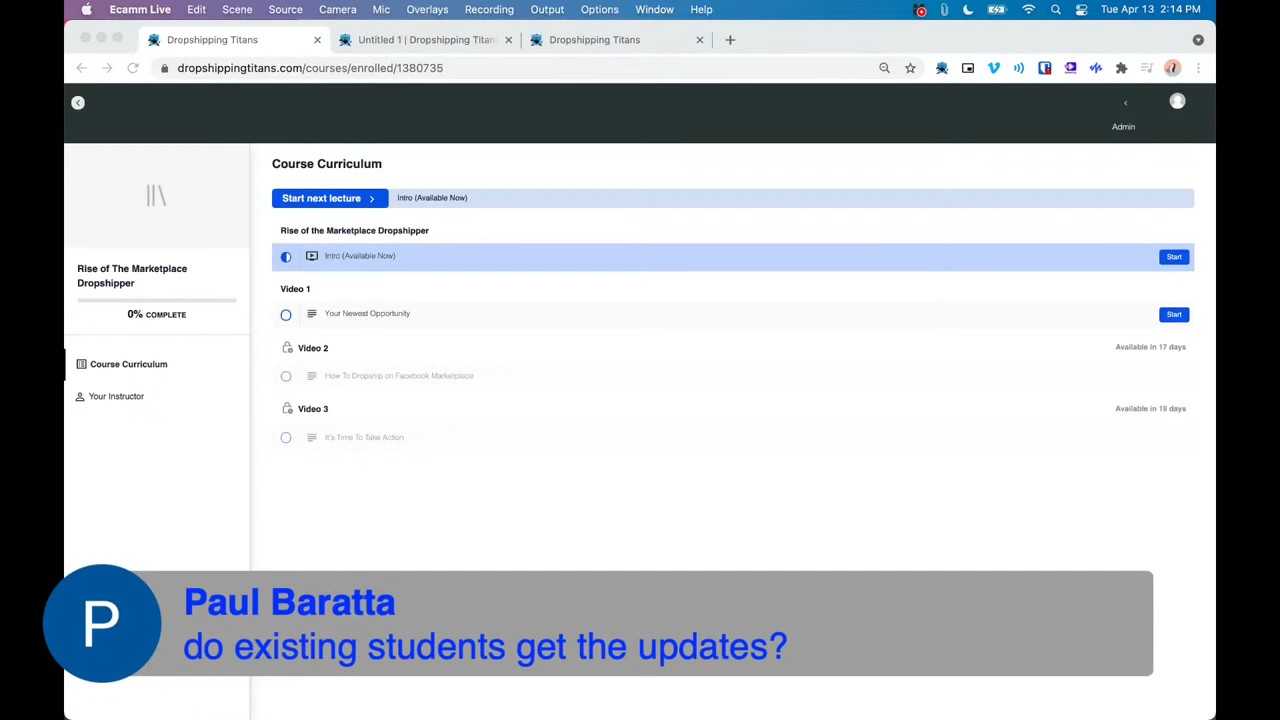 Ecamm Live Edit Scene Source Camera Mic Overlays Recording Output Options Window Help Tue Apr 13 2:14 PM
Dropshipping Titans Untitled 1 | Dropshipping Titans Dropshipping Titans
dropshippingtitans.com/courses/enrolled/1380735
Admin
Course Curriculum
Start next lecture Intro (Available Now)
Rise of the Marketplace Dropshipper
Intro (Available Now) Start
Rise of The Marketplace
Dropshipper
0% COMPLETE
Course Curriculum
Your Instructor
Video 1
Your Newest Opportunity Start
Video 2 Available in 17 days
How To Dropship on Facebook Marketplace
Video 3 Available in 19 days
It's Time To Take Action
P
Paul Baratta
do existing students get the updates?